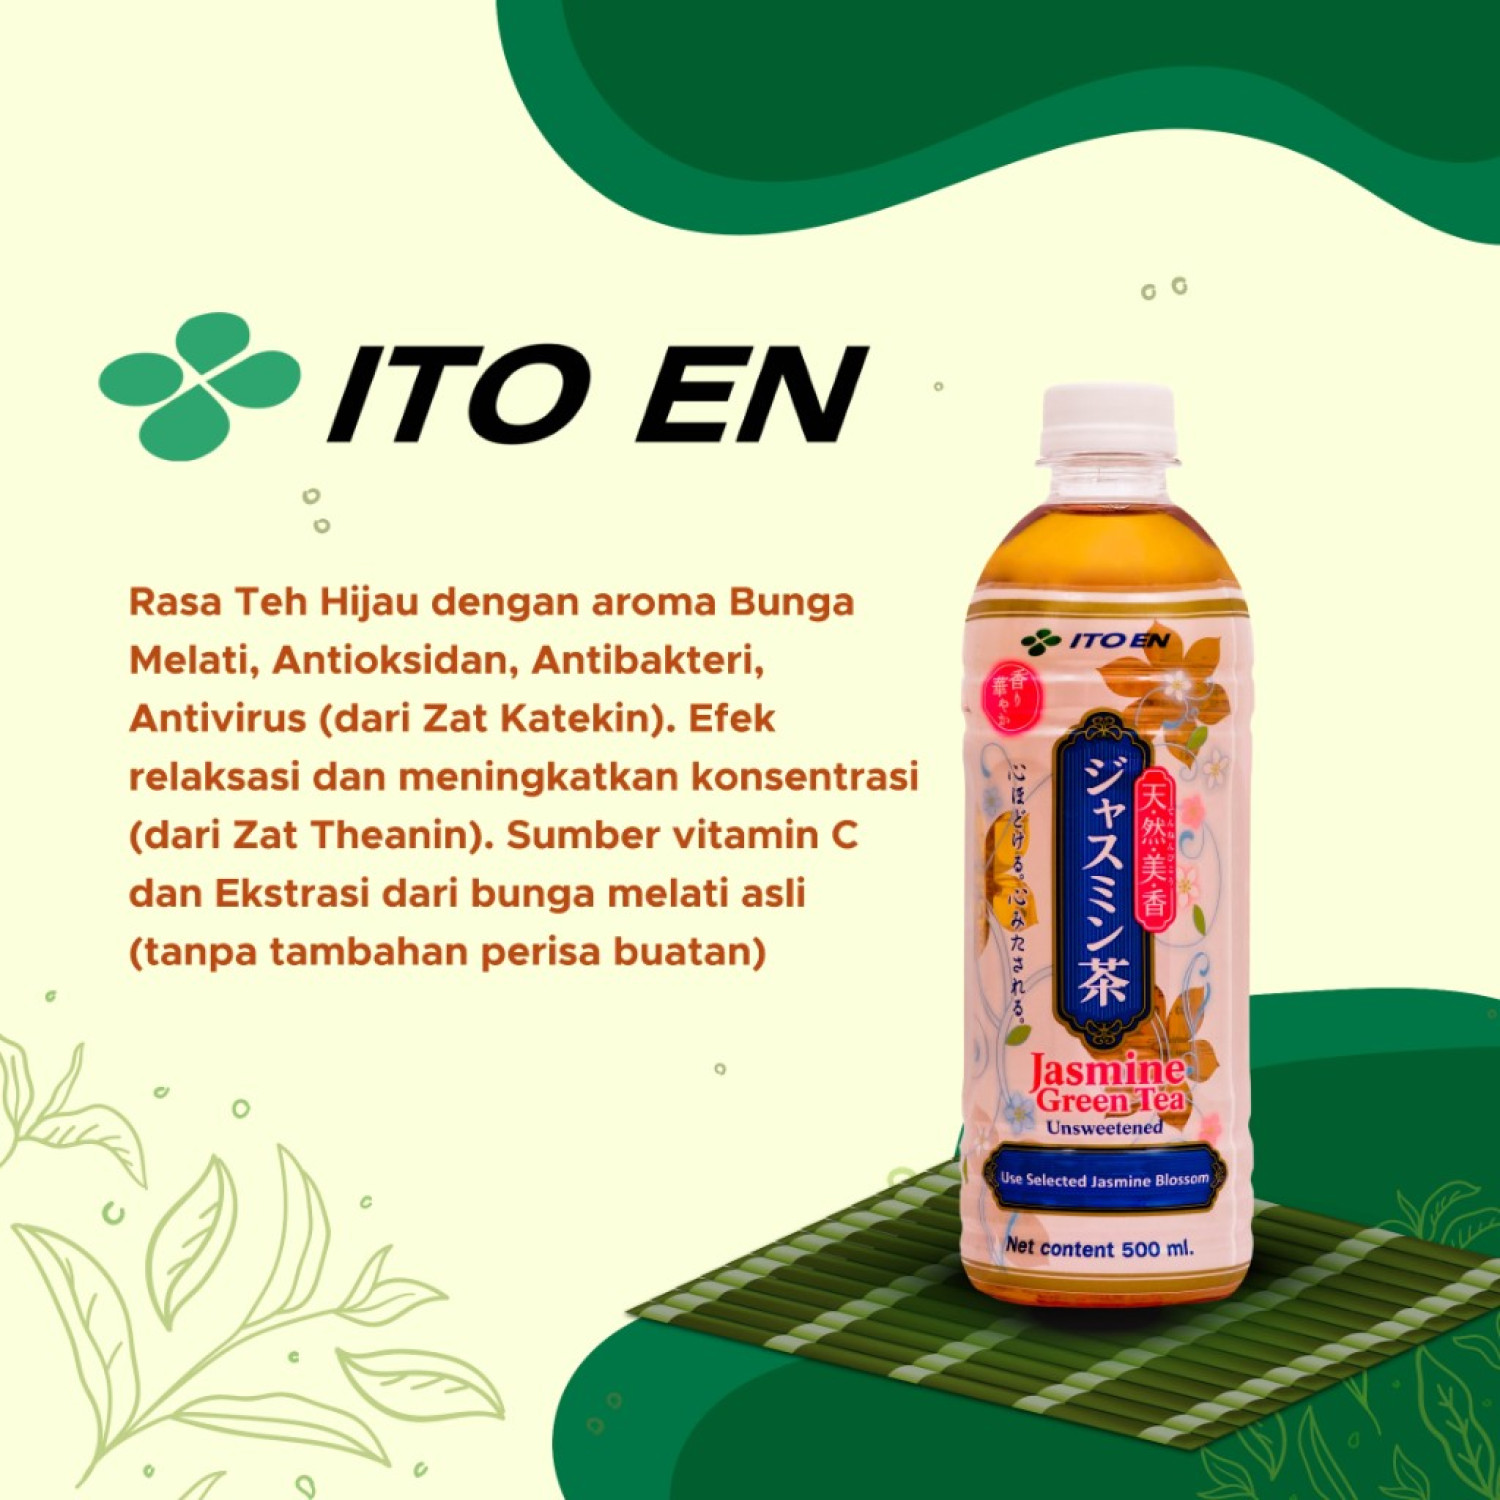 ITO EN
Rasa Teh Hijau dengan aroma Bunga
Melati, Antioksidan, Antibakteri,
Antivirus (dari Zat Katekin). Efek
relaksasi dan meningkatkan konsentrasi
(dari Zat Theanin). Sumber vitamin C
dan Ekstrasi dari bunga melati asli
(tanpa tambahan perisa buatan)
ITO EN
香り
華やか
ジャスミン茶
天・然・美・香
心ほどける。心みたされる。
Jasmine
Green Tea
Unsweetened
Use Selected Jasmine Blossom
Net content 500 ml.